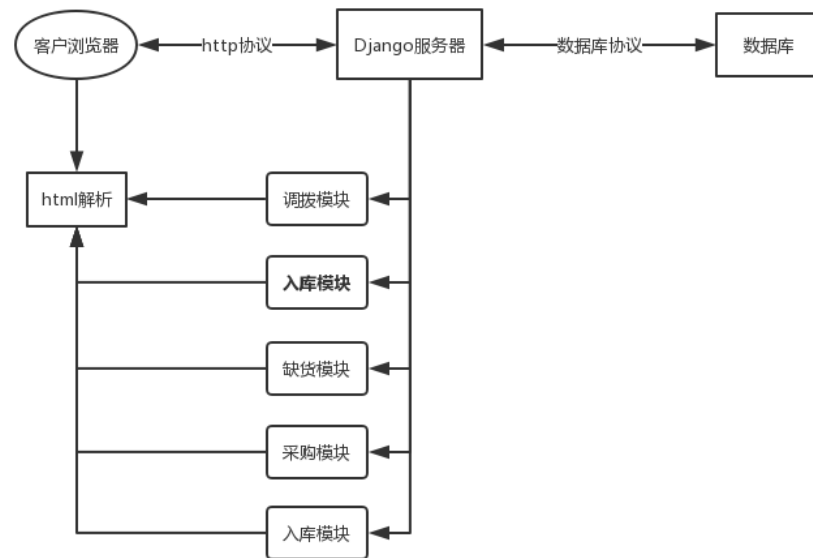 客户浏览器
http协议
Django服务器
数据库协议
数据库
html解析
调拨模块
入库模块
缺货模块
采购模块
入库模块